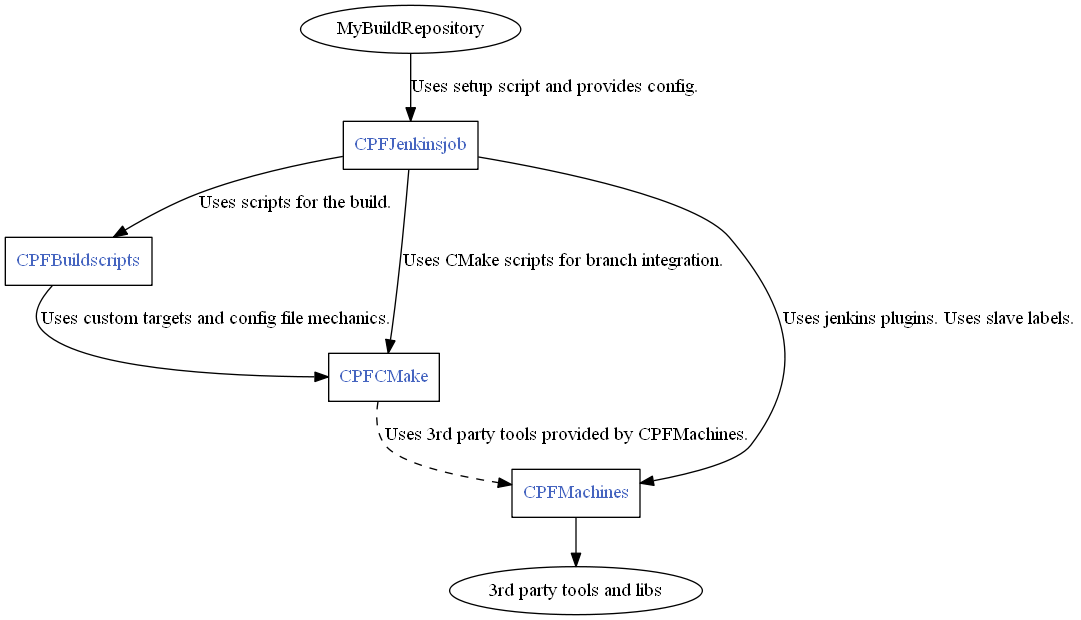 MyBuildRepository
Uses setup script and provides config.
CPFJenkinsjob
Uses scripts for the build.
CPFBuildscripts
Uses CMake scripts for branch integration.
Uses custom targets and config file mechanics.
Uses jenkins plugins. Uses slave labels.
CPFCMake
Uses 3rd party tools provided by CPFMachines.
CPFMachines
3rd party tools and libs